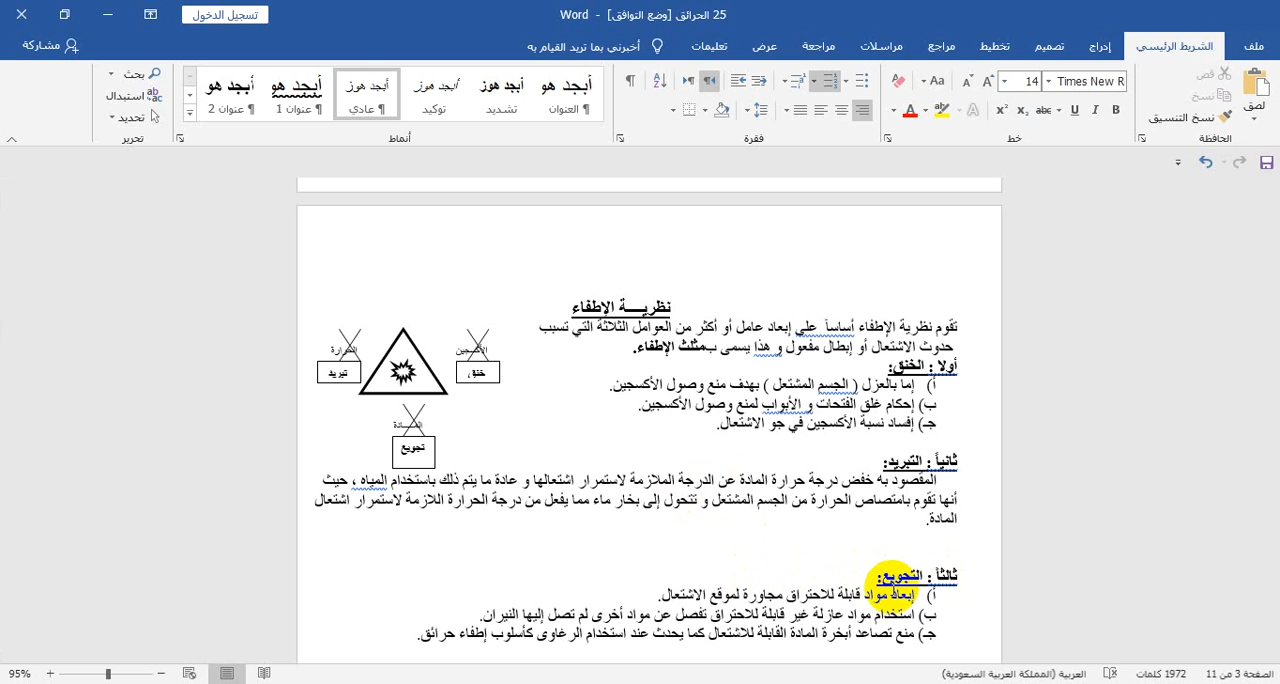 25 الحرائق [وضع التوافق] - Word
تسجيل الدخول
ملف
الشريط الرئيسي
إدراج
تصميم
تخطيط
مراجع
مراسلات
مراجعة
عرض
تعليمات
أخبرني بما تريد القيام به
مشاركة
لصق
قص
نسخ
نسخ التنسيق
الحافظة
Times New R
14
Aa
خط
فقرة
أبجد هو
¶ العنوان
أبجد هوز
تشديد
أبجد هوز
توكيد
أبجد هوز
¶ عادي
أبجد هو
¶ عنوان 1
أبجد هو
¶ عنوان 2
أنماط
بحث
استبدال
تحديد
تحرير
نظريـــة الإطفاء
تقوم نظرية الإطفاء أساساً على إبعاد عامل أو أكثر من العوامل الثلاثة التي تسبب
حدوث الاشتعال أو إبطال مفعول و هذا يسمى بمثلث الإطفاء.
أولا : الخنق:
أ) إما بالعزل ( الجسم المشتعل ) بهدف منع وصول الأكسجين.
ب) إحكام غلق الفتحات و الأبواب لمنع وصول الأكسجين.
جـ) إفساد نسبة الأكسجين في جو الاشتعال.
الأكسجين
خنق
الحرارة
تبريد
المـــادة
تجويع
ثانياً : التبريد:
المقصود به خفض درجة حرارة المادة عن الدرجة الملازمة لاستمرار اشتعالها و عادة ما يتم ذلك باستخدام المياه ، حيث
أنها تقوم بامتصاص الحرارة من الجسم المشتعل و تتحول إلى بخار ماء مما يفعل من درجة الحرارة اللازمة لاستمرار اشتعال
المادة.
ثالثاً : التجويع:
أ) إبعاد مواد قابلة للاحتراق مجاورة لموقع الاشتعال.
ب) استخدام مواد عازلة غير قابلة للاحتراق تفصل عن مواد أخرى لم تصل إليها النيران.
جـ) منع تصاعد أبخرة المادة القابلة للاشتعال كما يحدث عند استخدام الرغاوى كأسلوب إطفاء حرائق.
الصفحة 3 من 11
1972 كلمات
العربية (المملكة العربية السعودية)
95%